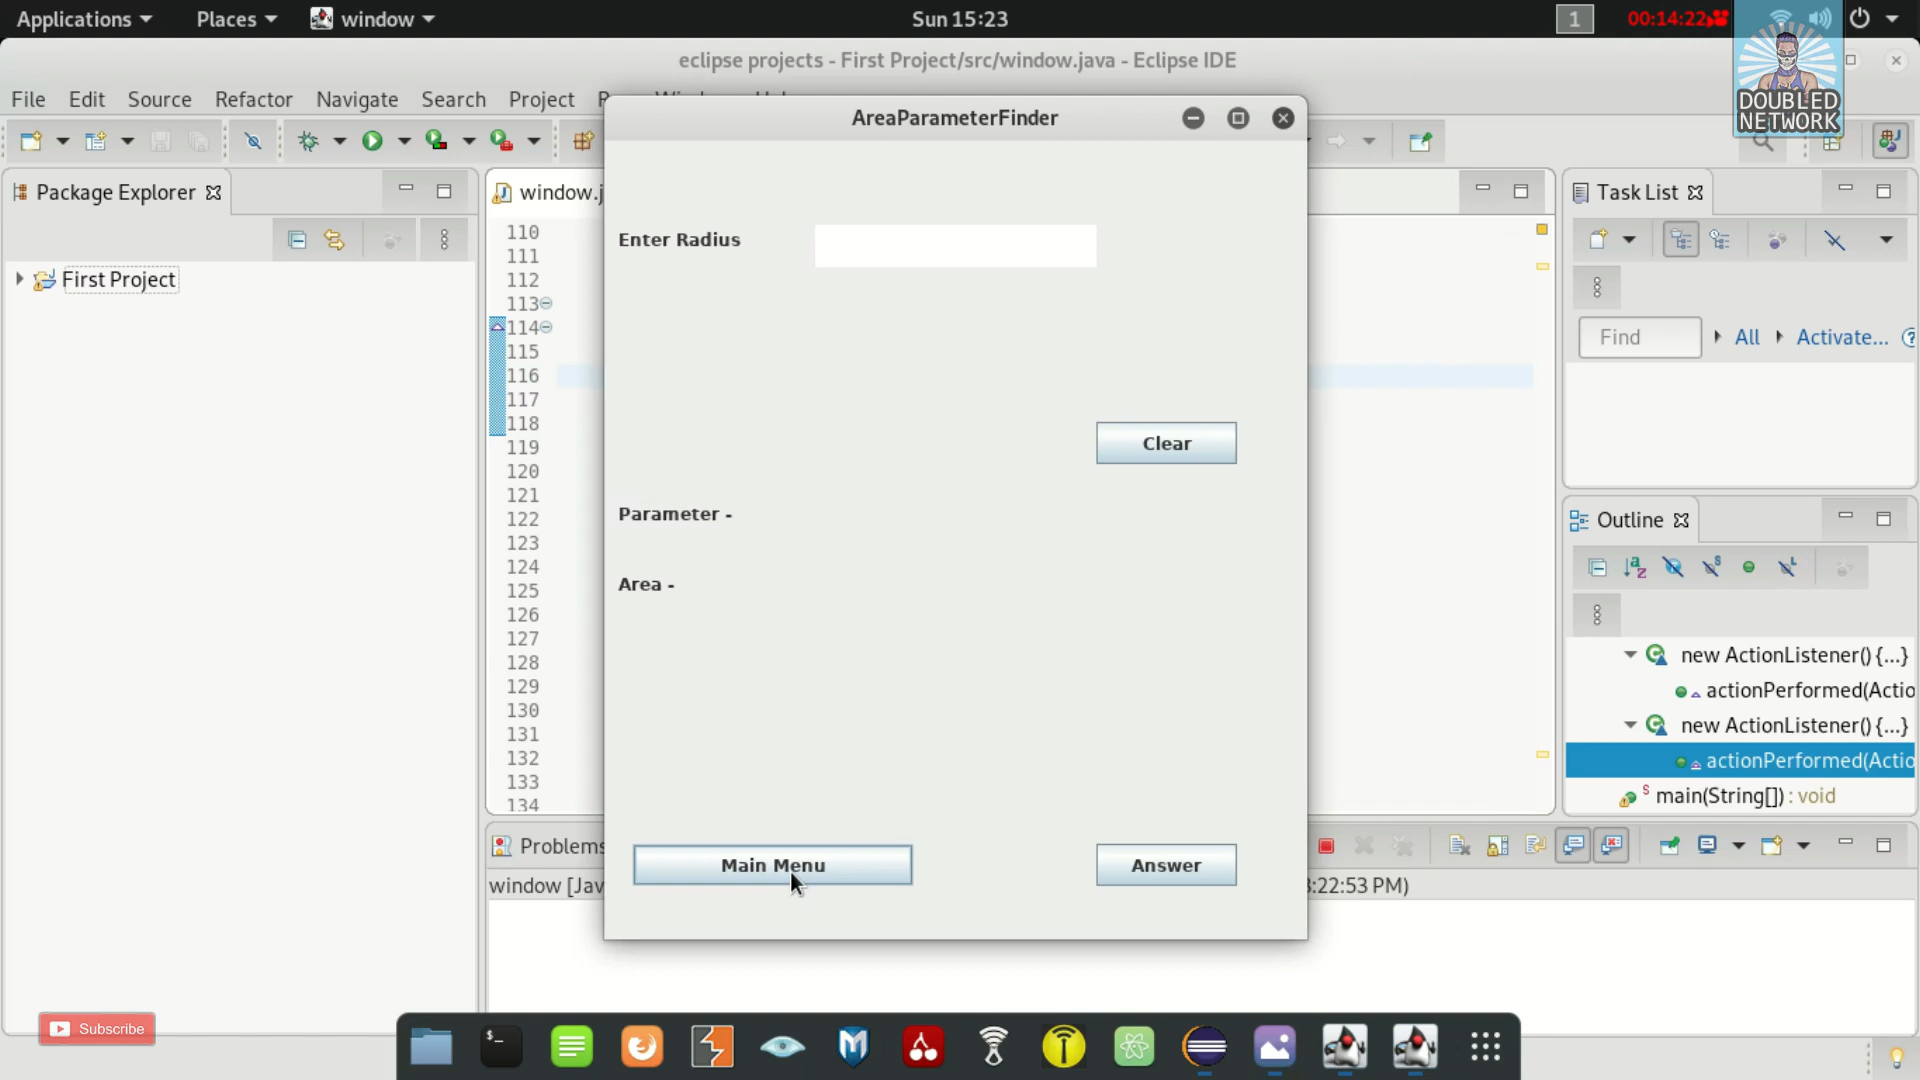 Applications
Places
window
Sun 15:23
1
00:14:22
eclipse projects - First Project/src/window.java - Eclipse IDE
DOUBLED
NETWORK
File
Edit
Source
Refactor
Navigate
Search
Project
AreaParameterFinder
Package Explorer
window.j
Task List
First Project
110
111
112
113
114
115
116
117
118
119
120
121
122
123
124
125
126
127
128
129
130
131
132
133
134
Enter Radius
Clear
Parameter -
Area -
Main Menu
Answer
Find
All
Activate...
Outline
new ActionListener() {...}
actionPerformed(Actio
new ActionListener() {...}
actionPerformed(Actio
main(String[]) : void
Problems
window [Jav
:22:53 PM)
Subscribe